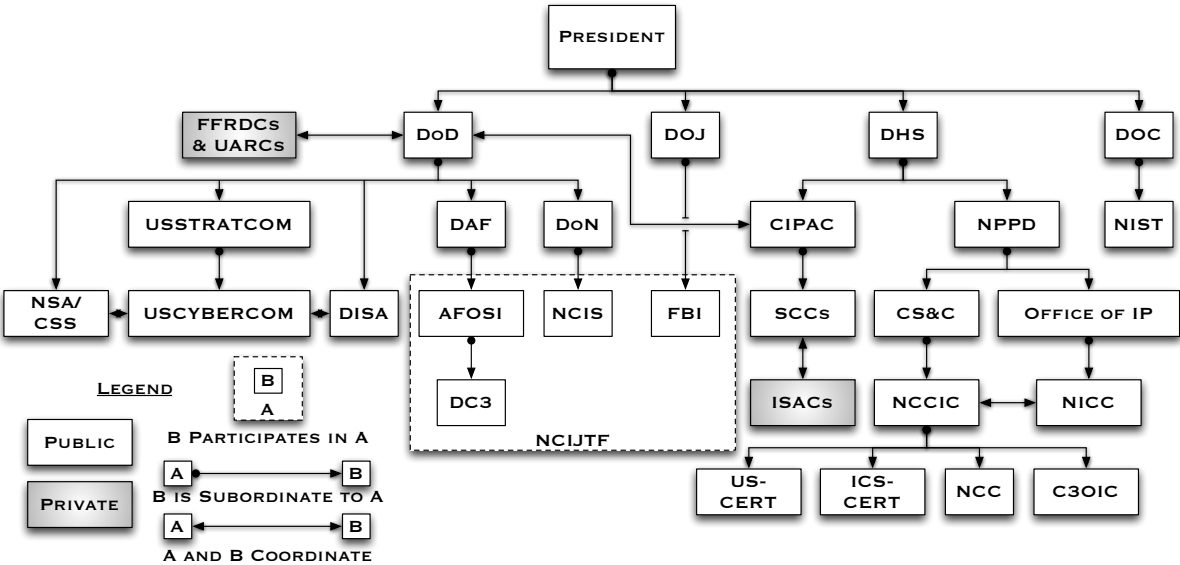 PRESIDENT
FFRDCs
& UARCs
DoD
DOJ
DHS
DOC
USSTRATCOM
DAF
DoN
CIPAC
NPPD
NIST
NSA/
CSS
USCYBERCOM
DISA
AFOSI
NCIS
FBI
SCCs
CS&C
OFFICE OF IP
DC3
ISACs
NCCIC
NICC
NCIJTF
US-
CERT
ICS-
CERT
NCC
C3OIC
LEGEND
PUBLIC
PRIVATE
B
A
B PARTICIPATES IN A
A
B
B IS SUBORDINATE TO A
A
B
A AND B COORDINATE